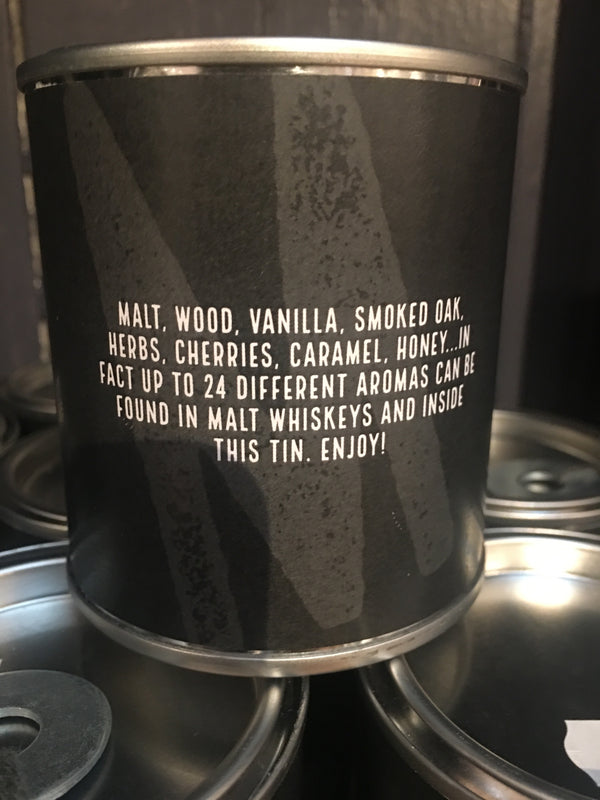 MALT, WOOD, VANILLA, SMOKED OAK,
HERBS, CHERRIES, CARAMEL, HONEY...IN
FACT UP TO 24 DIFFERENT AROMAS CAN BE
FOUND IN MALT WHISKEYS AND INSIDE
THIS TIN. ENJOY!